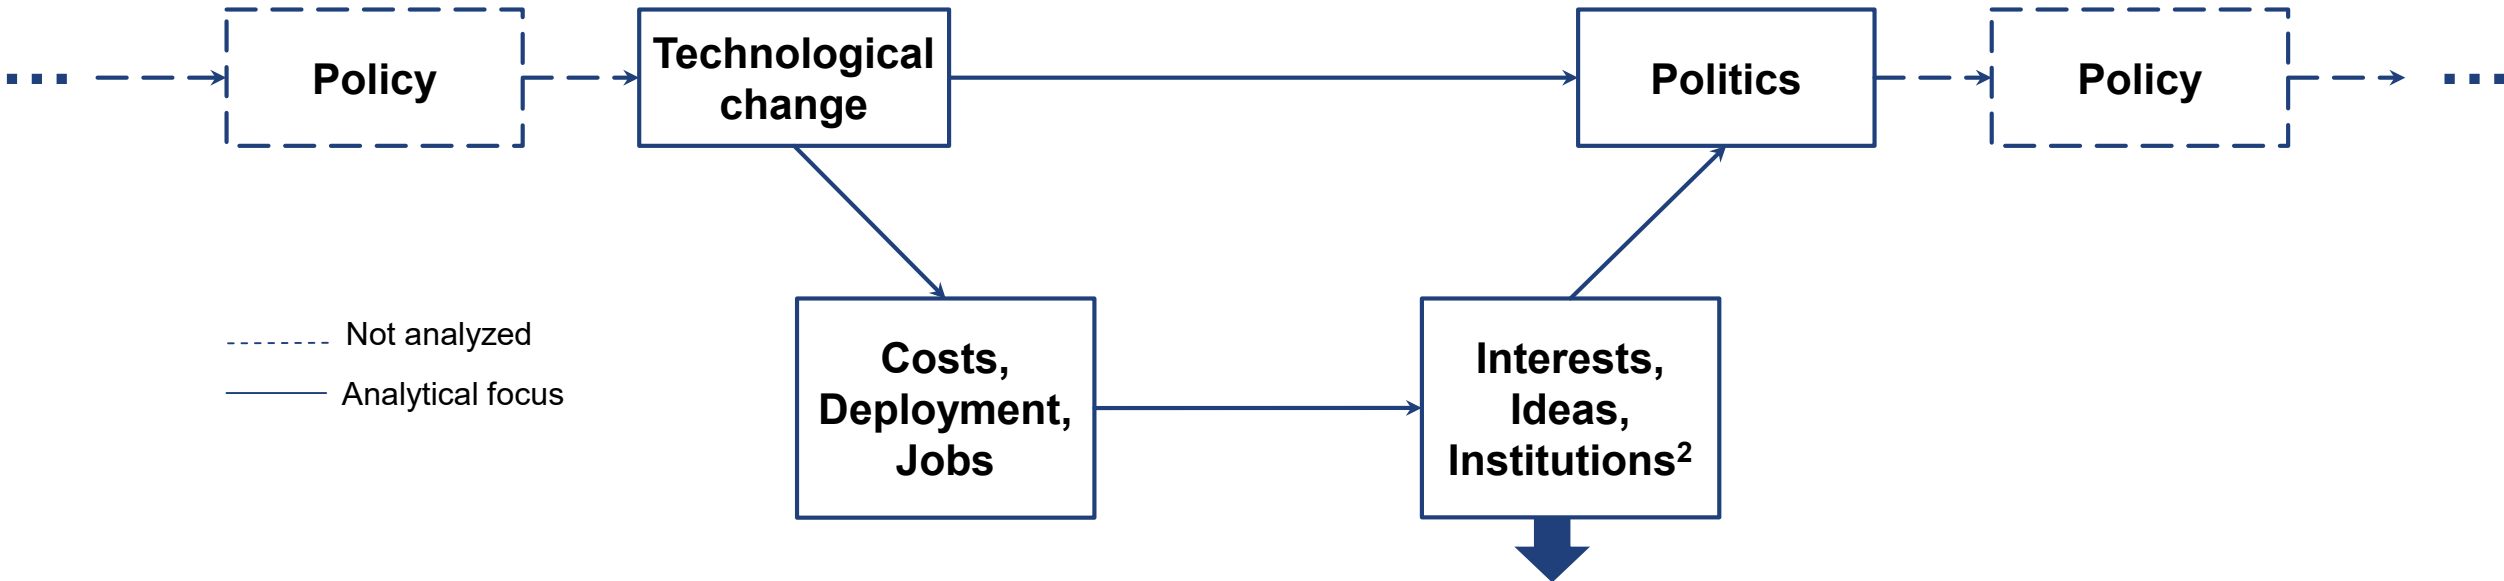 ...
Policy
Technological
change
Politics
Policy
...
Not analyzed
Analytical focus
Costs,
Deployment,
Jobs
Interests,
Ideas,
Institutions²